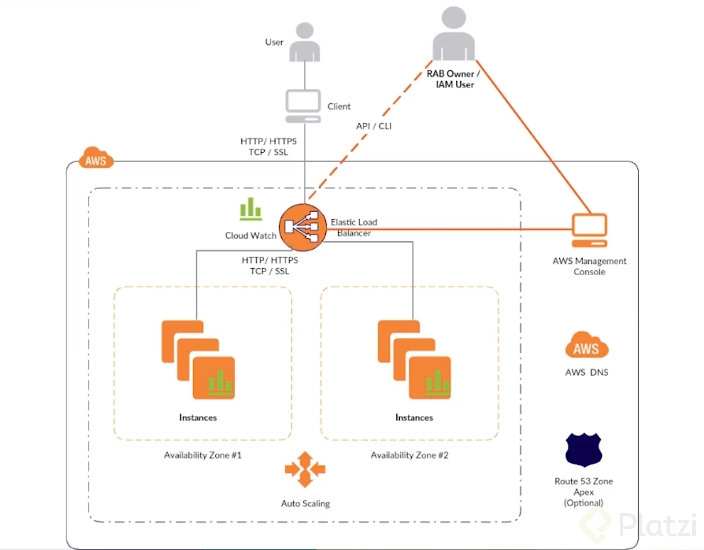 User
RAB Owner /
IAM User
Client
API / CLI
HTTP/ HTTPS
TCP / SSL
AWS
Elastic Load
Balancer
Cloud Watch
HTTP/ HTTPS
TCP / SSL
AWS Management
Console
AWS
AWS DNS
Instances
Instances
Availability Zone #1
Availability Zone #2
Auto Scaling
Route 53 Zone
Apex
(Optional)
Platzi